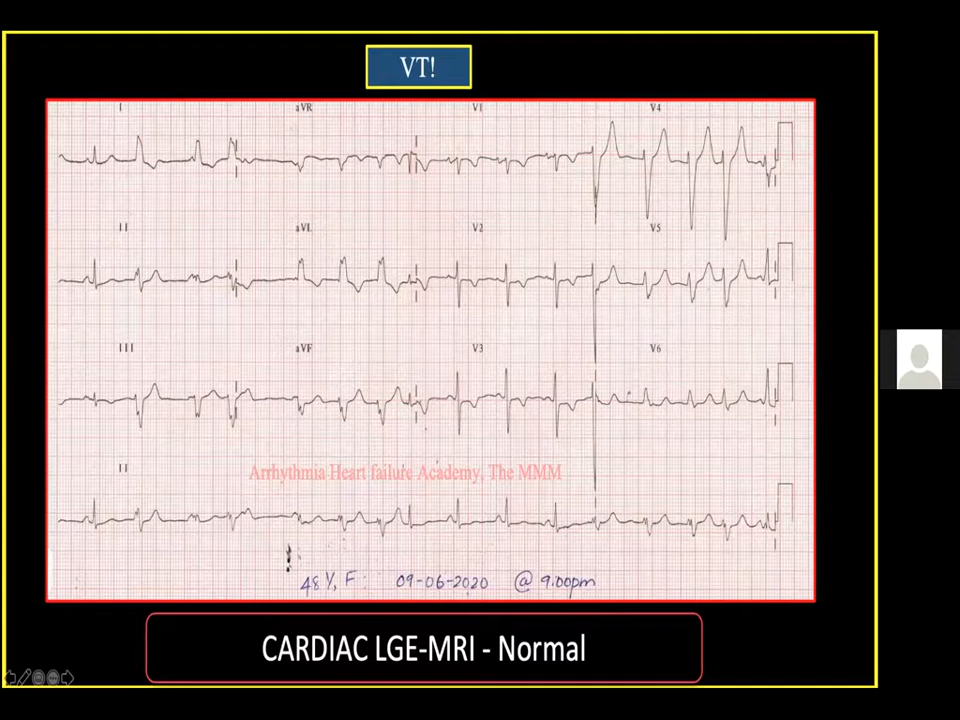 VT!
I aVR V1 V4
II aVL V2 V5
III aVF V3 V6
II
Arrhythmia Heart failure Academy, The MMM
48 Y, F : 09-06-2020 @ 9.00pm
CARDIAC LGE-MRI - Normal